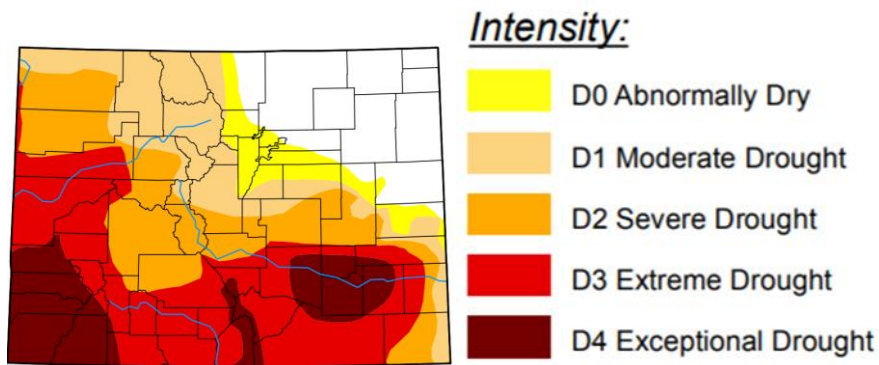 Intensity:
D0 Abnormally Dry
D1 Moderate Drought
D2 Severe Drought
D3 Extreme Drought
D4 Exceptional Drought